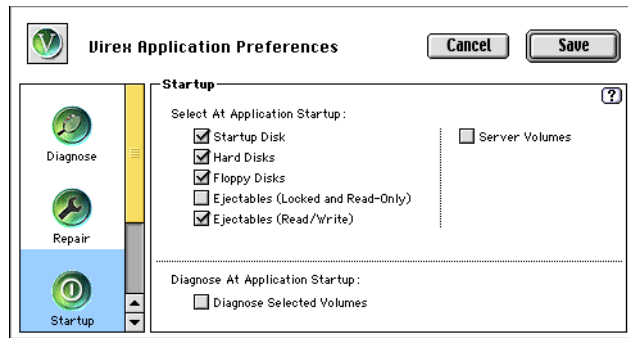 Virex Application Preferences
Cancel
Save
Diagnose
Repair
Startup
Startup
?
Select At Application Startup:
Startup Disk
Hard Disks
Floppy Disks
Ejectables (Locked and Read-Only)
Ejectables (Read/Write)
Server Volumes
Diagnose At Application Startup:
Diagnose Selected Volumes